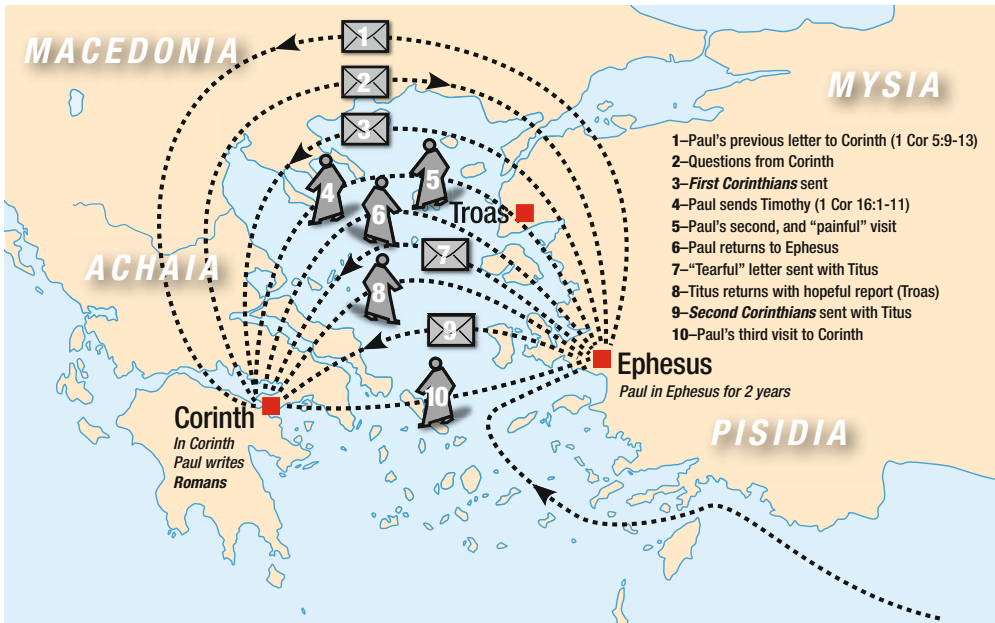 MACEDONIA
1
2
3
4
5
6
7
8
9
10
Troas
MYSIA
1–Paul's previous letter to Corinth (1 Cor 5:9-13)
2–Questions from Corinth
3–First Corinthians sent
4–Paul sends Timothy (1 Cor 16:1-11)
5–Paul's second, and “painful” visit
6–Paul returns to Ephesus
7–“Tearful” letter sent with Titus
8–Titus returns with hopeful report (Troas)
9–Second Corinthians sent with Titus
10–Paul's third visit to Corinth
ACHAIA
Ephesus
Paul in Ephesus for 2 years
Corinth
In Corinth
Paul writes
Romans
PISIDIA